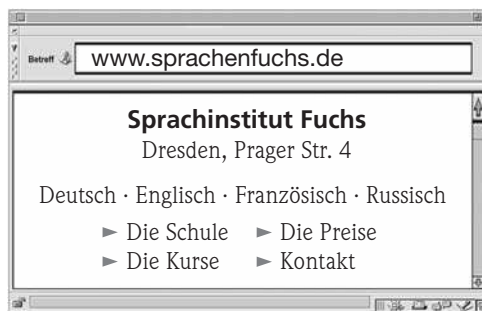 Betreff www.sprachenfuchs.de
Sprachinstitut Fuchs
Dresden, Prager Str. 4
Deutsch · Englisch · Französisch · Russisch
► Die Schule ► Die Preise
► Die Kurse ► Kontakt